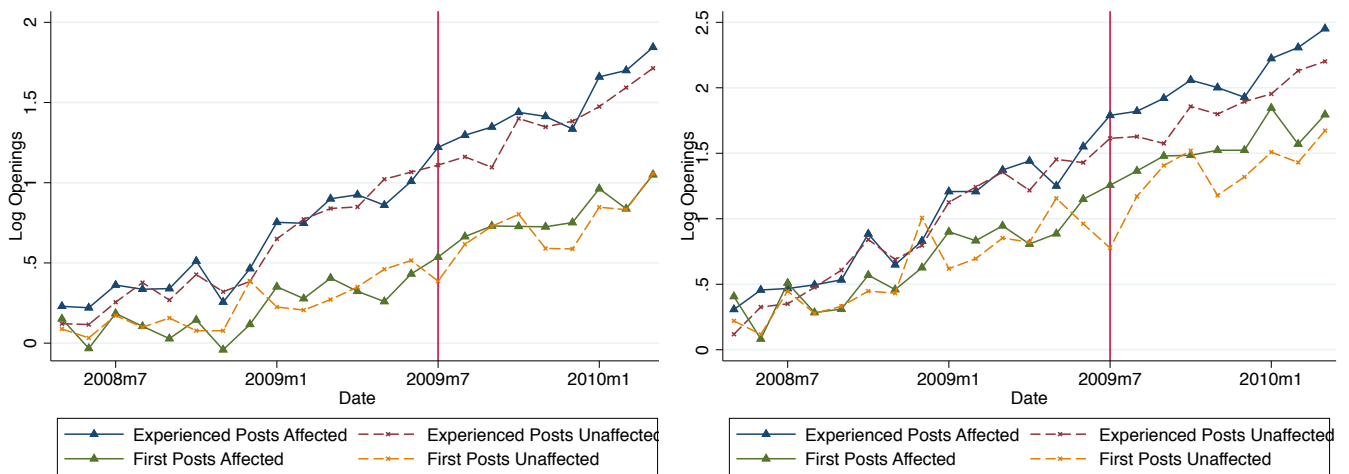 Log Openings
2
1.5
1
.5
0
2008m7 2009m1 2009m7 2010m1
Date
Experienced Posts Affected Experienced Posts Unaffected
First Posts Affected First Posts Unaffected
Log Openings
2.5
2
1.5
1
.5
0
2008m7 2009m1 2009m7 2010m1
Date
Experienced Posts Affected Experienced Posts Unaffected
First Posts Affected First Posts Unaffected